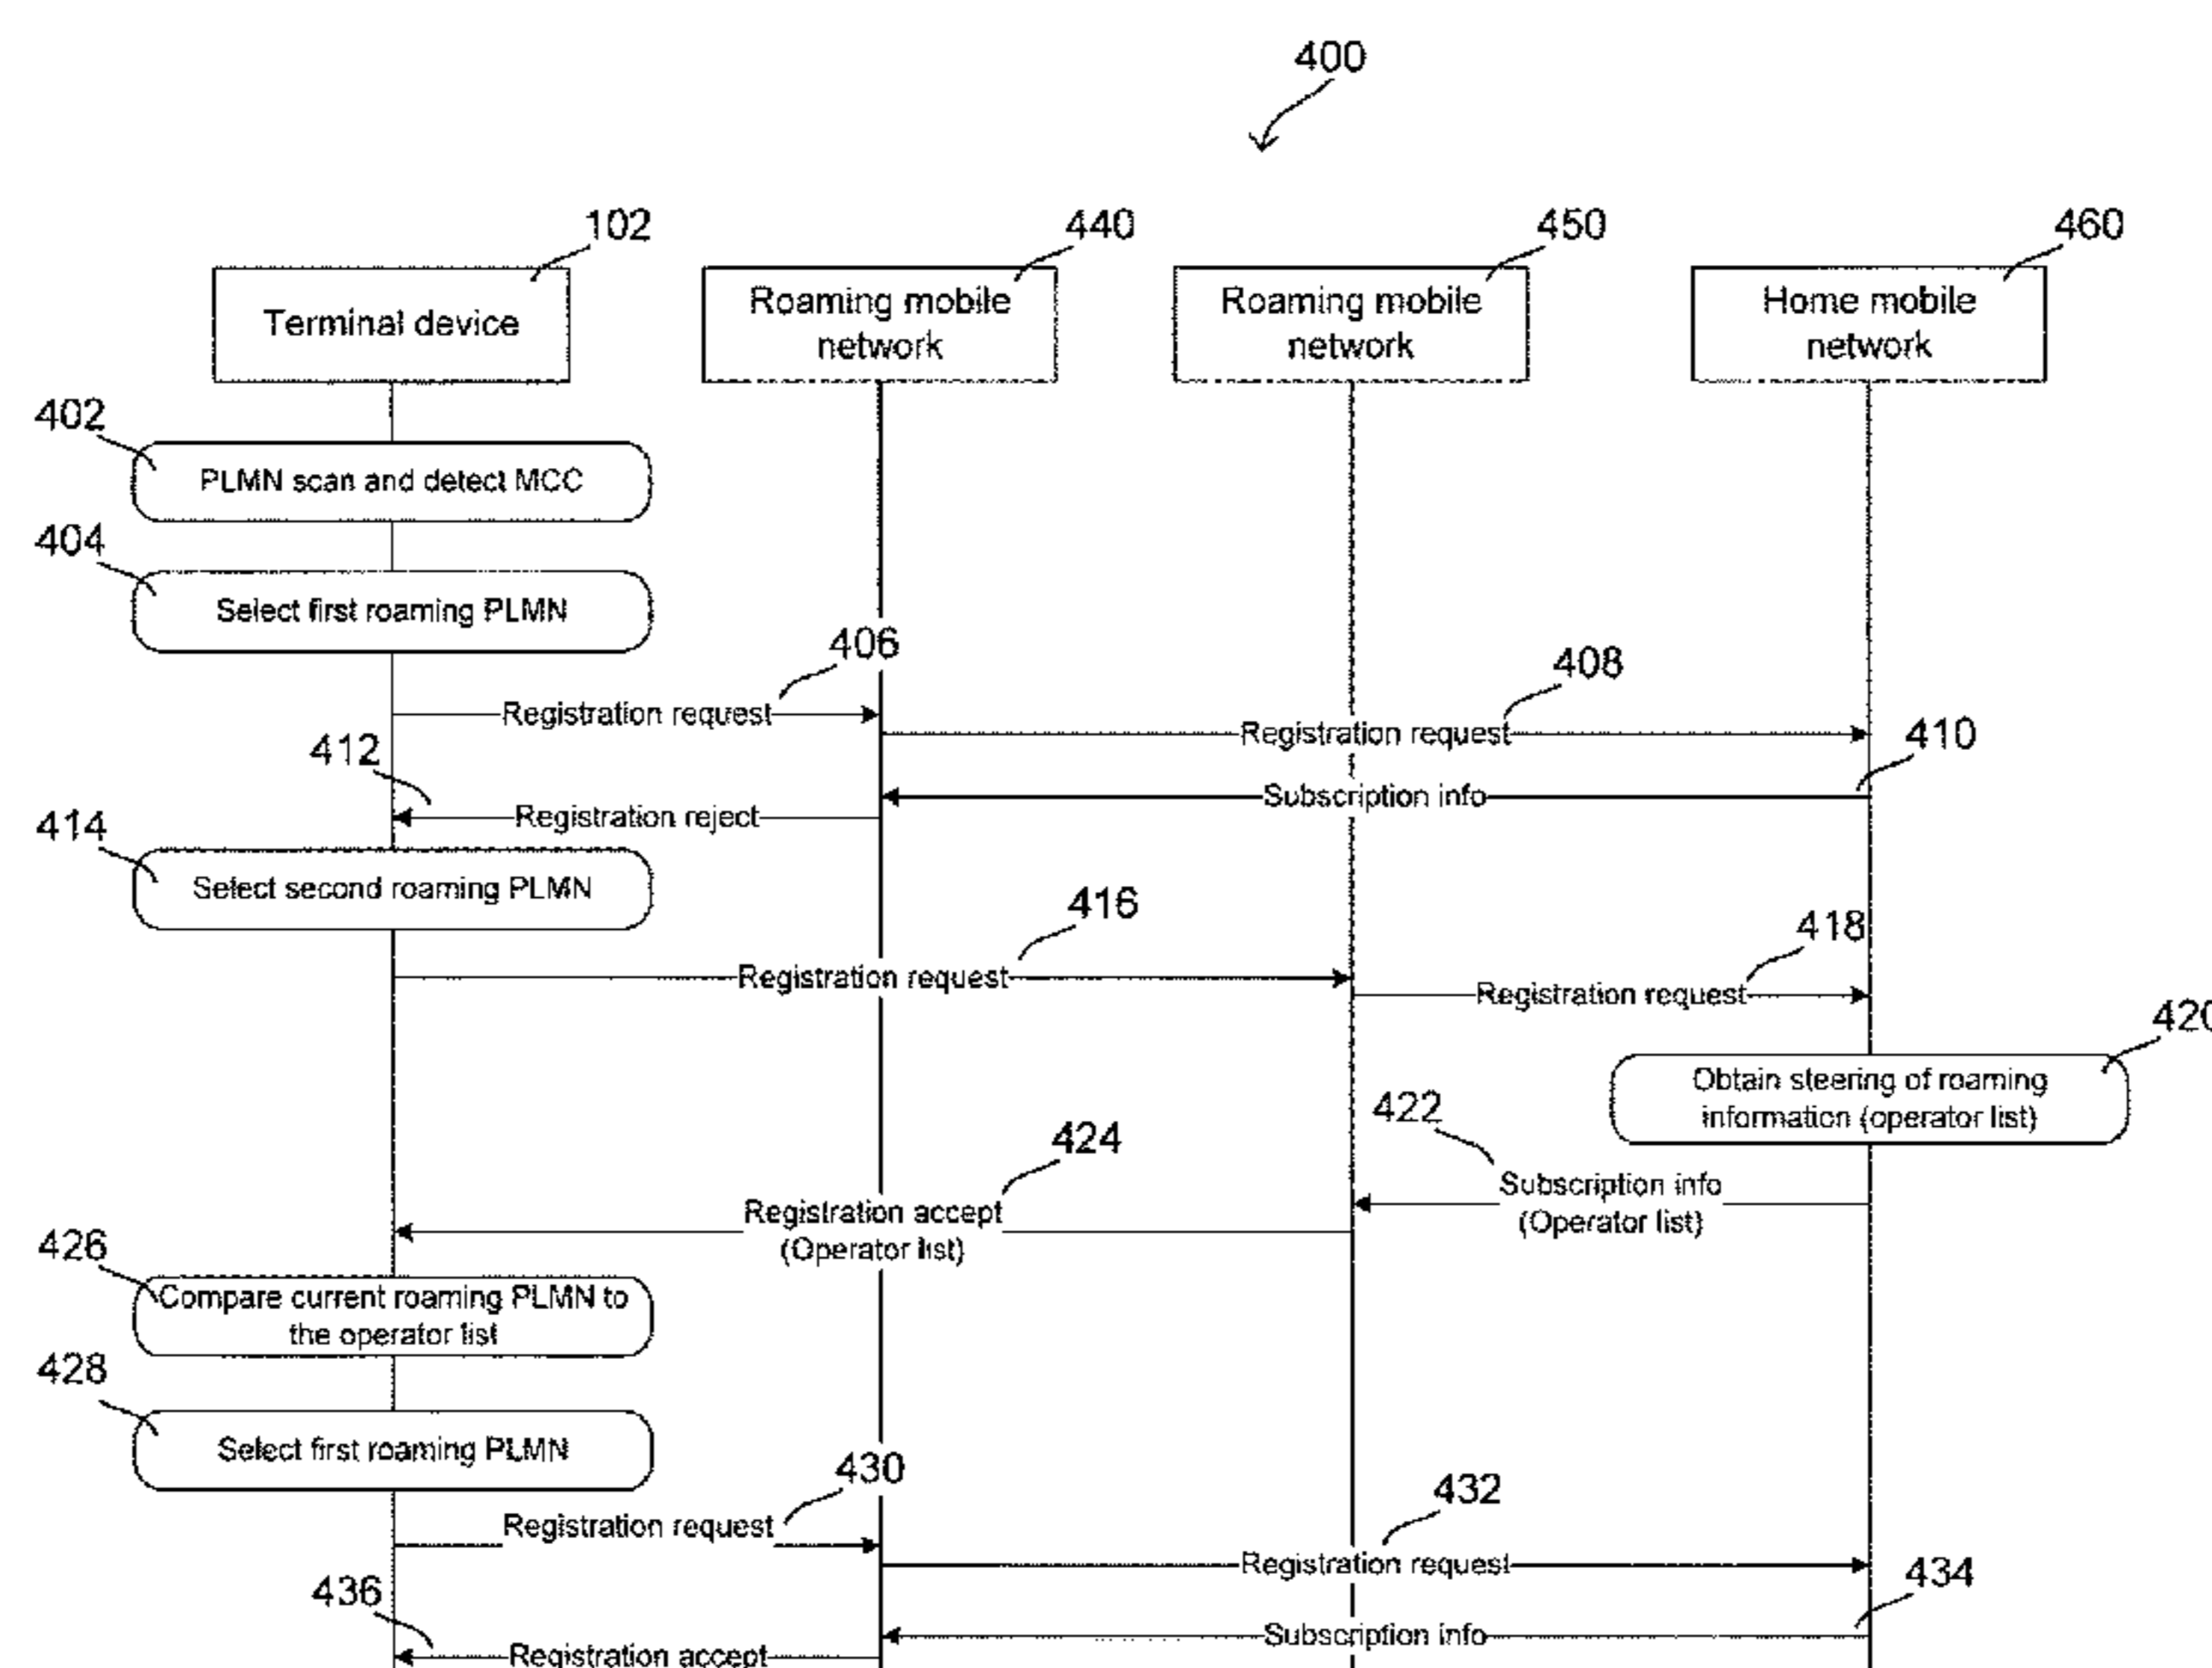 400
102
440
450
460
Terminal device
Roaming mobile
network
Roaming mobile
network
Home mobile
network
402
PLMN scan and detect MCC
404
Select first roaming PLMN
406
Registration request
408
Registration request
410
Subscription info
412
Registration reject
414
Select second roaming PLMN
416
Registration request
418
Registration request
420
Obtain steering of roaming
information (operator list)
422
Subscription info
(Operator list)
424
Registration accept
(Operator list)
426
Compare current roaming PLMN to
the operator list
428
Select first roaming PLMN
430
Registration request
432
Registration request
434
Subscription info
436
Registration accept